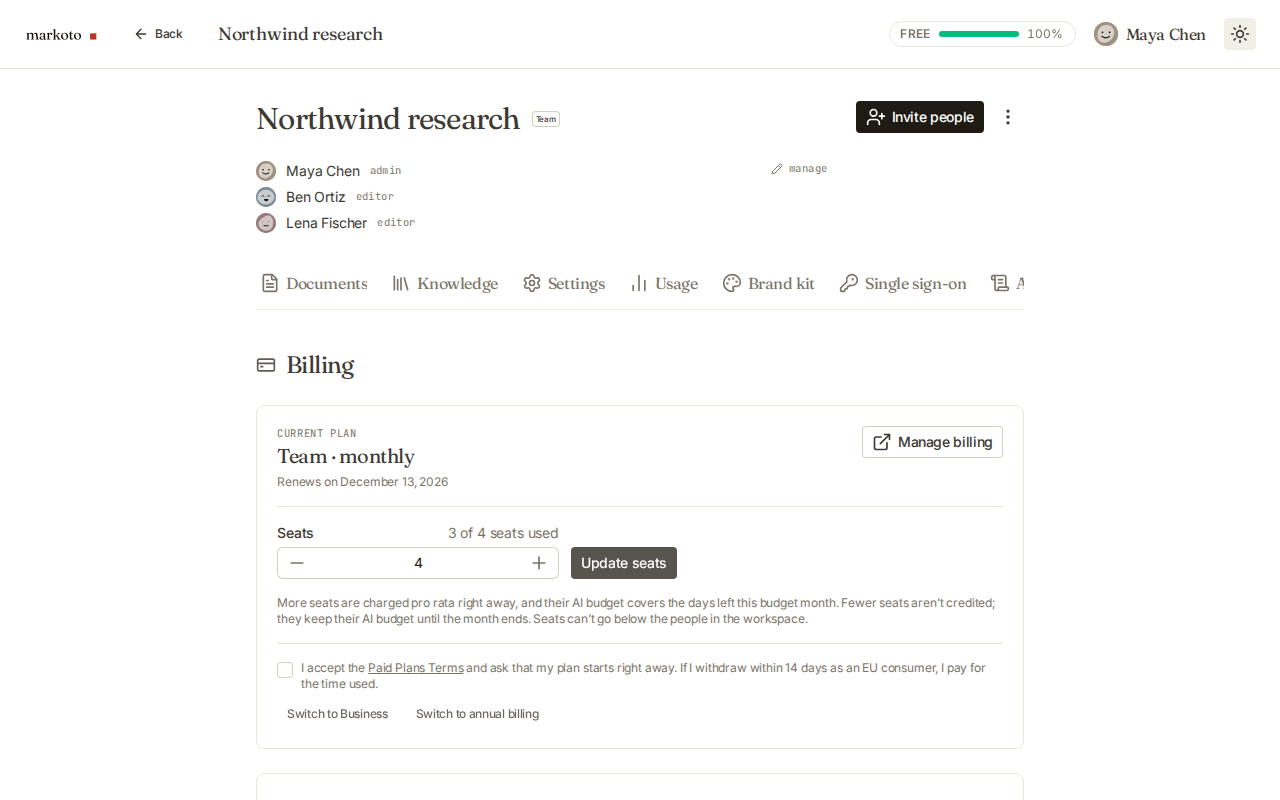 markoto
Back
Northwind research
FREE 100%
Maya Chen
Northwind research Team
Invite people
Maya Chen admin
manage
Ben Ortiz editor
Lena Fischer editor
Documents Knowledge Settings Usage Brand kit Single sign-on
Billing
CURRENT PLAN
Team · monthly
Renews on December 13, 2026
Manage billing
Seats 3 of 4 seats used
4
Update seats
More seats are charged pro rata right away, and their AI budget covers the days left this budget month. Fewer seats aren't credited;
they keep their AI budget until the month ends. Seats can't go below the people in the workspace.
I accept the Paid Plans Terms and ask that my plan starts right away. If I withdraw within 14 days as an EU consumer, I pay for
the time used.
Switch to Business Switch to annual billing